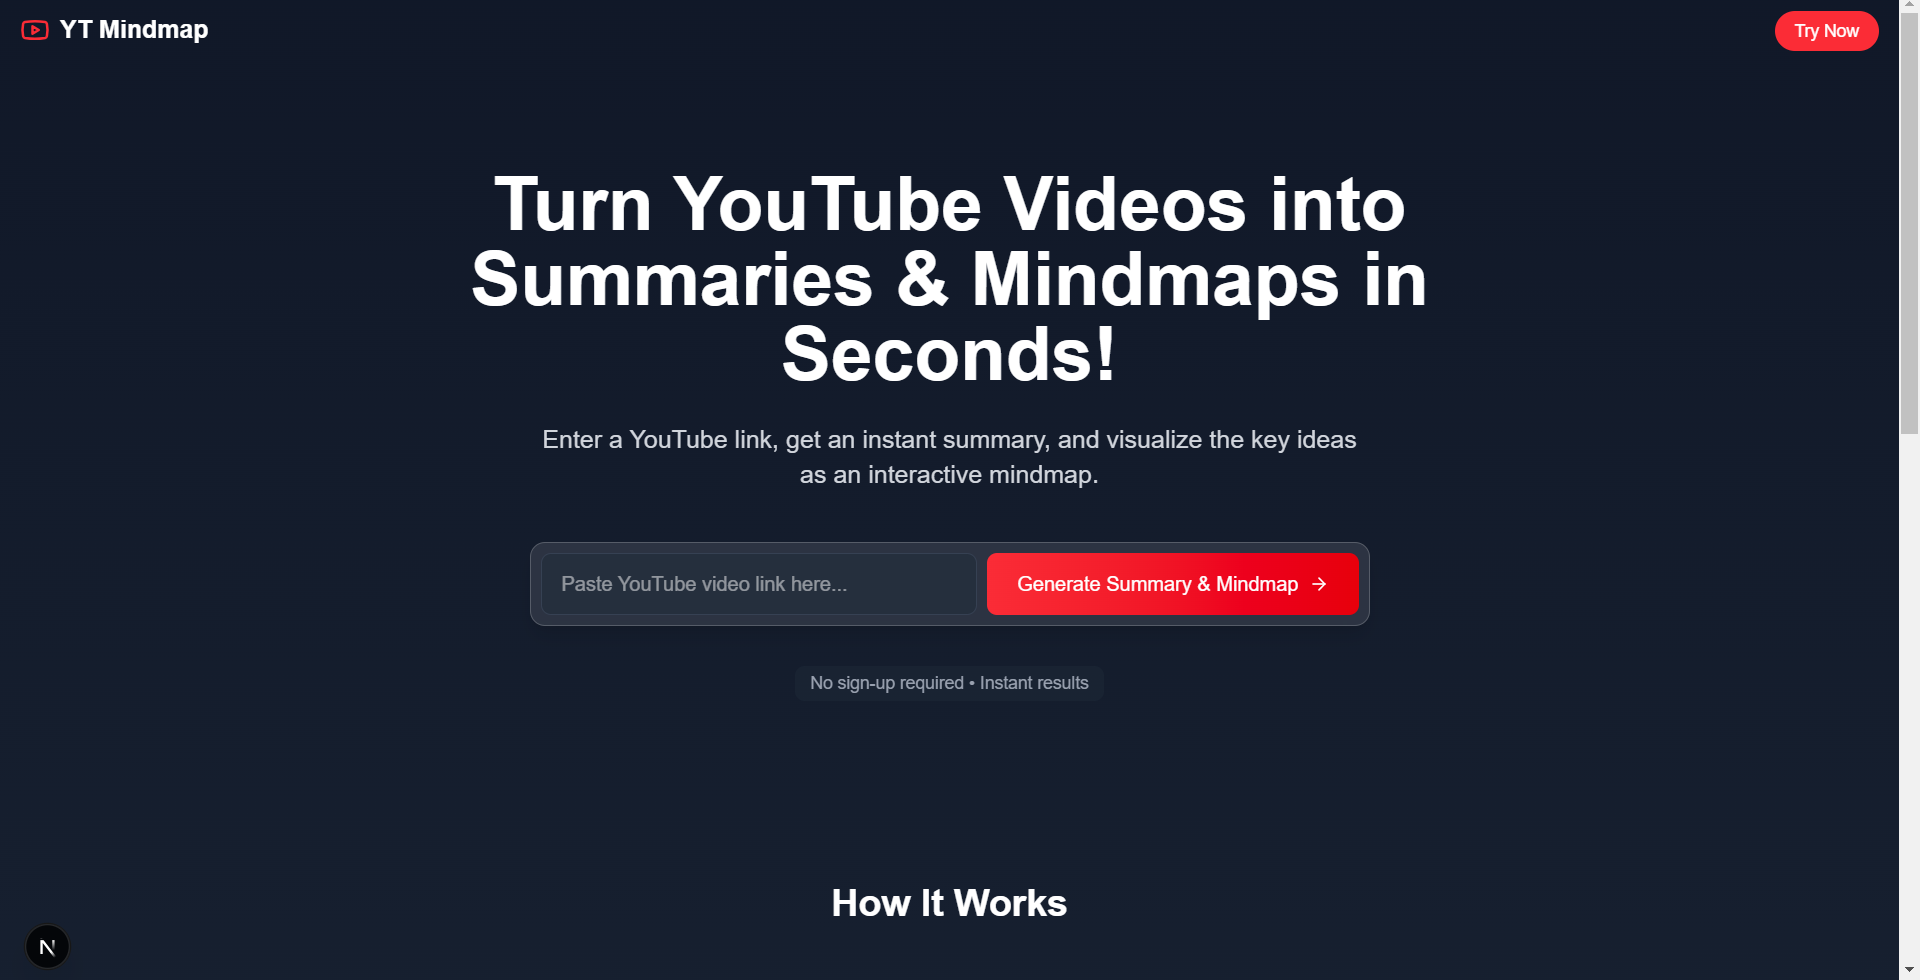 YT Mindmap
Try Now
Turn YouTube Videos into
Summaries & Mindmaps in
Seconds!
Enter a YouTube link, get an instant summary, and visualize the key ideas
as an interactive mindmap.
Paste YouTube video link here...
Generate Summary & Mindmap →
No sign-up required • Instant results
How It Works
N